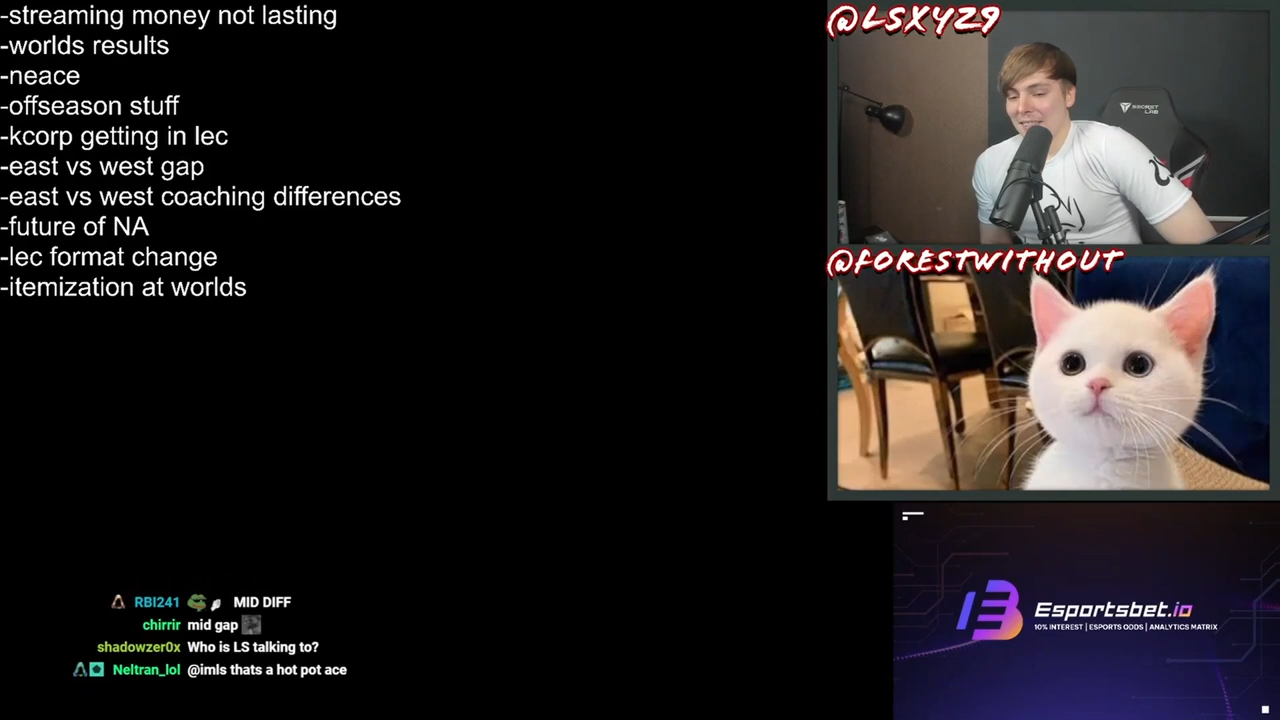 -streaming money not lasting
-worlds results
-neace
-offseason stuff
-kcorp getting in lec
-east vs west gap
-east vs west coaching differences
-future of NA
-lec format change
-itemization at worlds
@LSXYZ9
SECRET
LAB
@FORESTWITHOUT
Esportsbet.io
10% INTEREST | ESPORTS ODDS | ANALYTICS MATRIX
RBI241 MID DIFF
chirrir mid gap
shadowzer0x Who is LS talking to?
Neltran_lol @imls thats a hot pot ace